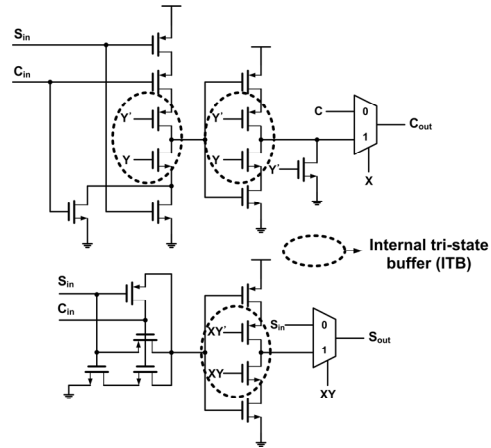 Sin
Cin
Y'
Y
Y'
Y
Y'
C
0
1
Cout
X
Internal tri-state
buffer (ITB)
Sin
Cin
XY'
XY
Sin
0
1
Sout
XY